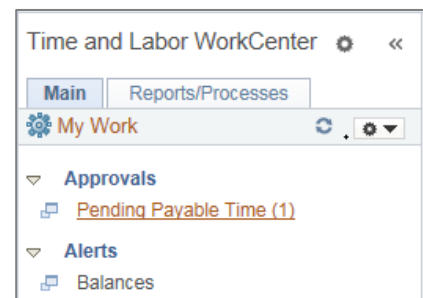 Time and Labor WorkCenter
Main Reports/Processes
My Work
Approvals
Pending Payable Time (1)
Alerts
Balances